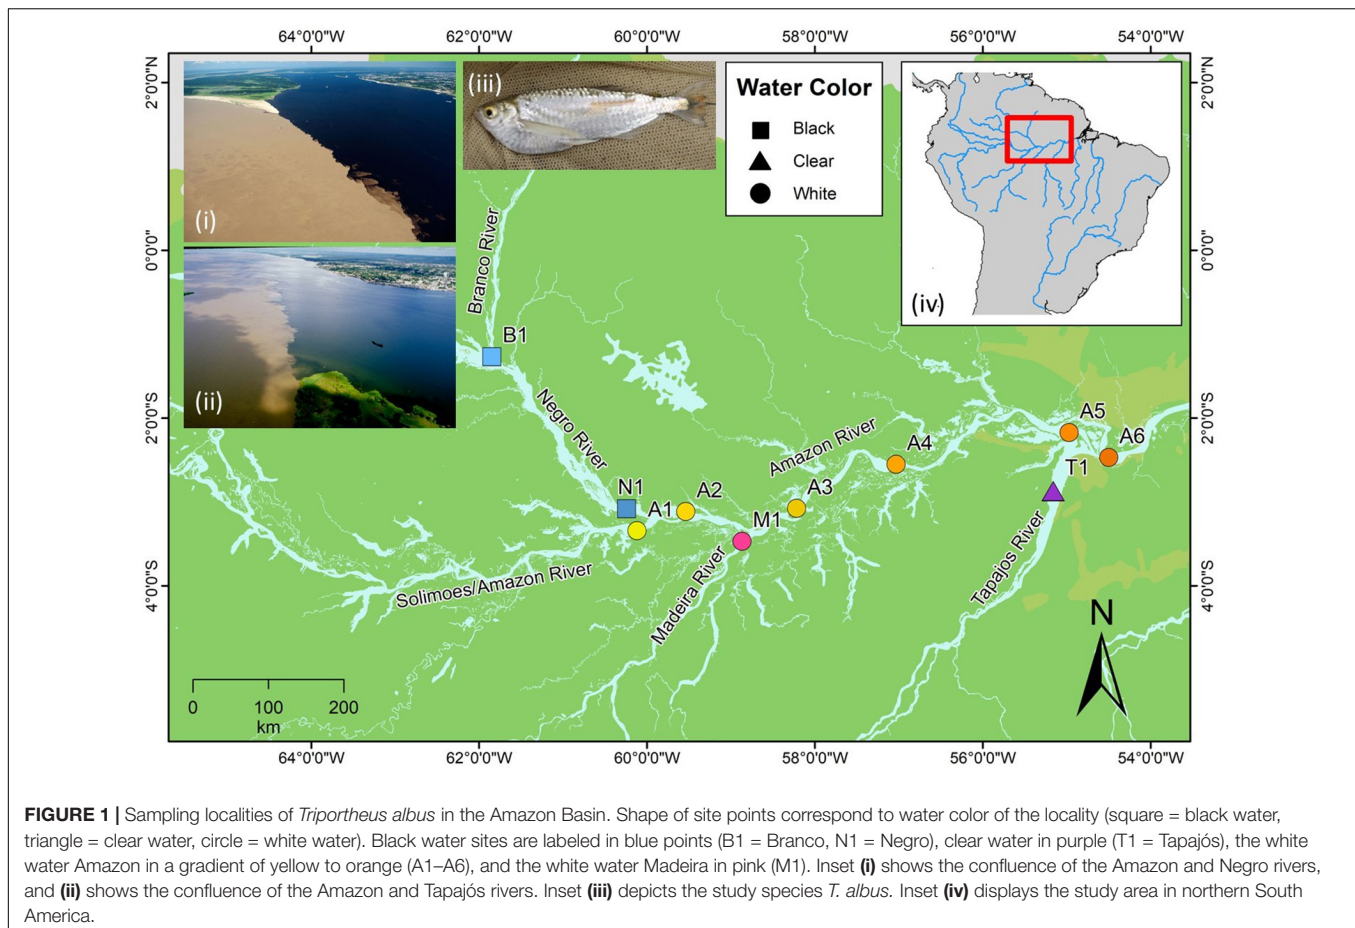 64°0'0"W 62°0'0"W 60°0'0"W 58°0'0"W 56°0'0"W 54°0'0"W
2°0'0"N
2°0'0"N
(i)
(iii)
Water Color
Black
Clear
White
(iv)
0°0'0"
0°0'0"
Branco River
(ii)
B1
2°0'0"S
2°0'0"S
Negro River
Amazon River
A5
A4
A6
T1
N1
A1
A2
A3
M1
Solimoes/Amazon River
Madeira River
Tapajos River
4°0'0"S
4°0'0"S
N
0 100 200
km
64°0'0"W 62°0'0"W 60°0'0"W 58°0'0"W 56°0'0"W 54°0'0"W
FIGURE 1 | Sampling localities of Triportheus albus in the Amazon Basin. Shape of site points correspond to water color of the locality (square = black water,
triangle = clear water, circle = white water). Black water sites are labeled in blue points (B1 = Branco, N1 = Negro), clear water in purple (T1 = Tapajós), the white
water Amazon in a gradient of yellow to orange (A1–A6), and the white water Madeira in pink (M1). Inset (i) shows the confluence of the Amazon and Negro rivers,
and (ii) shows the confluence of the Amazon and Tapajós rivers. Inset (iii) depicts the study species T. albus. Inset (iv) displays the study area in northern South
America.